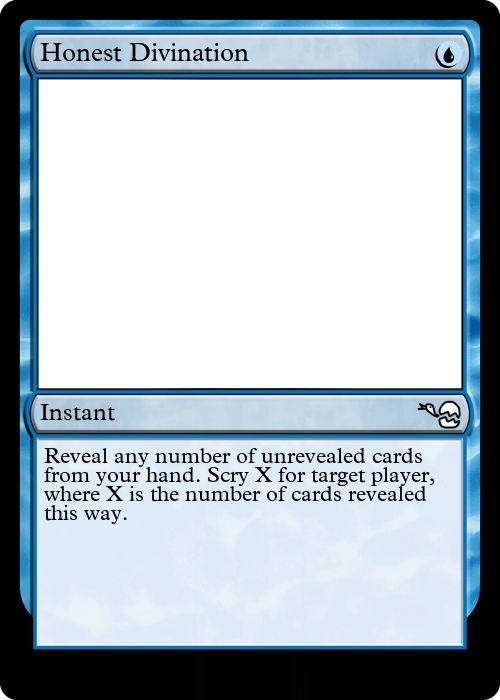 Honest Divination
Instant
Reveal any number of unrevealed cards
from your hand. Scry X for target player,
where X is the number of cards revealed
this way.